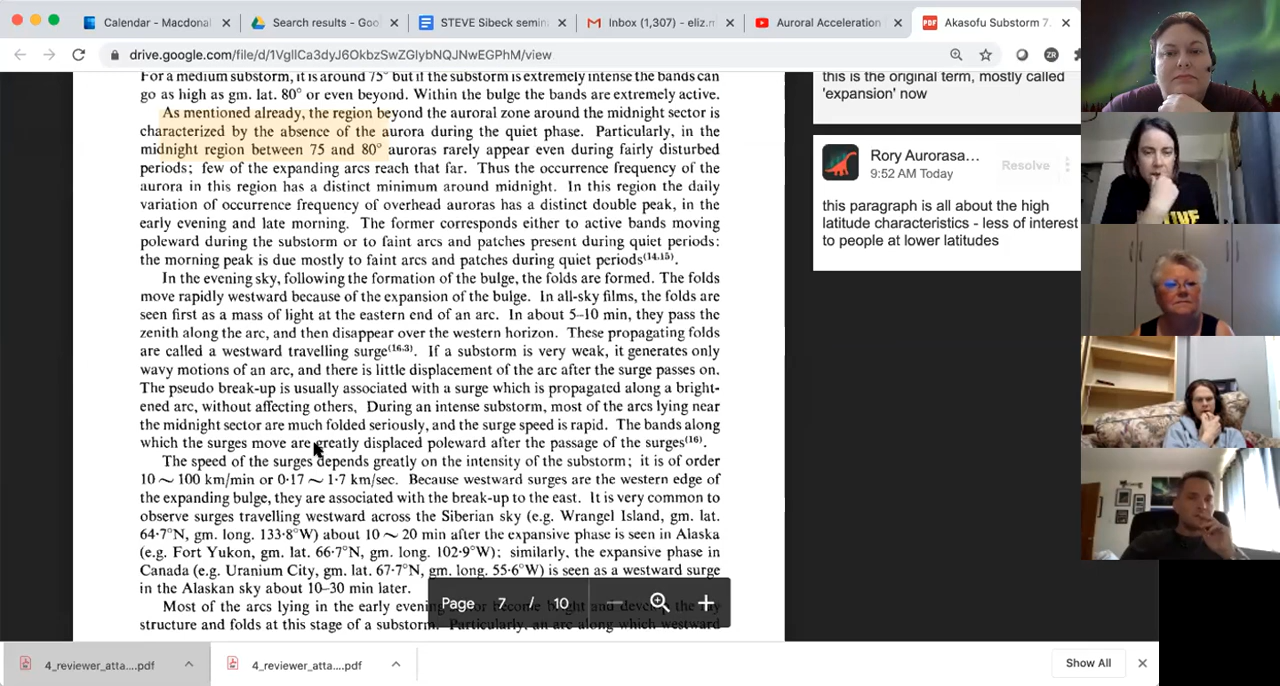 Calendar - Macdonal
Search results - Goo
STEVE Sibeck semin
Inbox (1,307) - eliz.m
Auroral Acceleration
Akasofu Substorm 7.
drive.google.com/file/d/1VgllCa3dyJ6OkbzSwZGlybNQJNwEGPhM/view
For a medium substorm, it is around 75° but if the substorm is extremely intense the bands can
go as high as gm. lat. 80° or even beyond. Within the bulge the bands are extremely active.
As mentioned already, the region beyond the auroral zone around the midnight sector is
characterized by the absence of the aurora during the quiet phase. Particularly, in the
midnight region between 75 and 80° auroras rarely appear even during fairly disturbed
periods; few of the expanding arcs reach that far. Thus the occurrence frequency of the
aurora in this region has a distinct minimum around midnight. In this region the daily
variation of occurrence frequency of overhead auroras has a distinct double peak, in the
early evening and late morning. The former corresponds either to active bands moving
poleward during the substorm or to faint arcs and patches present during quiet periods:
the morning peak is due mostly to faint arcs and patches during quiet periods(14,15).
In the evening sky, following the formation of the bulge, the folds are formed. The folds
move rapidly westward because of the expansion of the bulge. In all-sky films, the folds are
seen first as a mass of light at the eastern end of an arc. In about 5–10 min, they pass the
zenith along the arc, and then disappear over the western horizon. These propagating folds
are called a westward travelling surge(16,3). If a substorm is very weak, it generates only
wavy motions of an arc, and there is little displacement of the arc after the surge passes on.
The pseudo break-up is usually associated with a surge which is propagated along a bright-
ened arc, without affecting others, During an intense substorm, most of the arcs lying near
the midnight sector are much folded seriously, and the surge speed is rapid. The bands along
which the surges move are greatly displaced poleward after the passage of the surges(16).
The speed of the surges depends greatly on the intensity of the substorm; it is of order
10 ~ 100 km/min or 0·17 ~ 1·7 km/sec. Because westward surges are the western edge of
the expanding bulge, they are associated with the break-up to the east. It is very common to
observe surges travelling westward across the Siberian sky (e.g. Wrangel Island, gm. lat.
64·7°N, gm. long. 133·8°W) about 10 ~ 20 min after the expansive phase is seen in Alaska
(e.g. Fort Yukon, gm. lat. 66·7°N, gm. long. 102·9°W); similarly, the expansive phase in
Canada (e.g. Uranium City, gm. lat. 67·7°N, gm. long. 55·6°W) is seen as a westward surge
in the Alaskan sky about 10–30 min later.
Most of the arcs lying in the early evening become bright and develop the
structure and folds at this stage of a substorm. Particularly, an arc along which westward
Page 7 / 10
this is the original term, mostly called
'expansion' now
Rory Aurorasa...
9:52 AM Today
Resolve
this paragraph is all about the high
latitude characteristics - less of interest
to people at lower latitudes
4_reviewer_atta....pdf
4_reviewer_atta....pdf
Show All